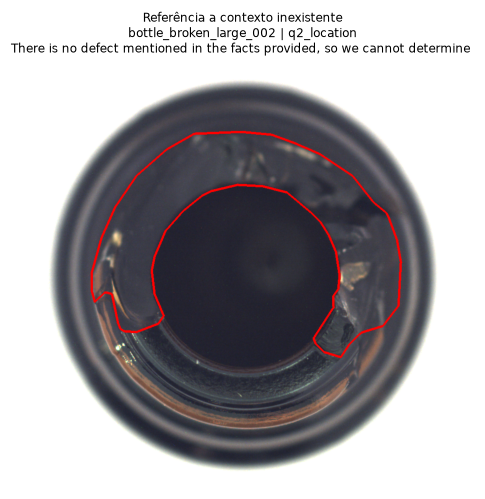 Referência a contexto inexistente
bottle_broken_large_002 | q2_location
There is no defect mentioned in the facts provided, so we cannot determine